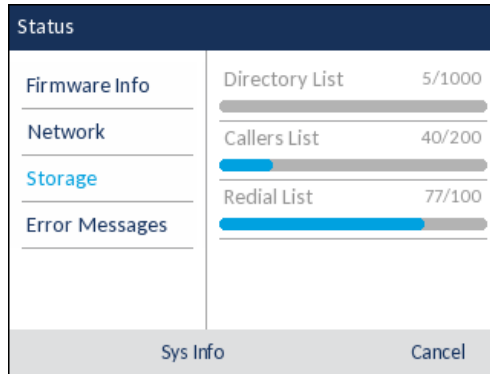 Status
Firmware Info
Network
Storage
Error Messages
Directory List 5/1000
Callers List 40/200
Redial List 77/100
Sys Info Cancel